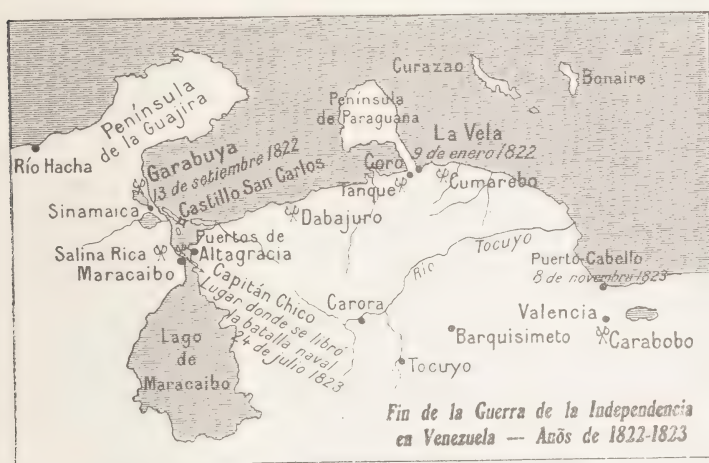 Península
de la Guajira
Curazao
Bonaire
Península
de Paraguana
La Vela
9 de enero 1822
Río Hacha
Garabuya
13 de setiembre 1822
Castillo San Carlos
Coro
Tanque
Cumarebo
Sinamaica
Dabajuro
Salina Rica
Maracaibo
Puertos de
Altagracia
Río Tocuyo
Puerto-Cabello
8 de noviembre 1823
Capitán Chico
Lugar donde se libró
la batalla naval
24 de julio 1823
Carora
Valencia
Barquisimeto
Carabobo
Lago
de
Maracaibo
Tocuyo
Fin de la Guerra de la Independencia
en Venezuela — Anõs de 1822-1823